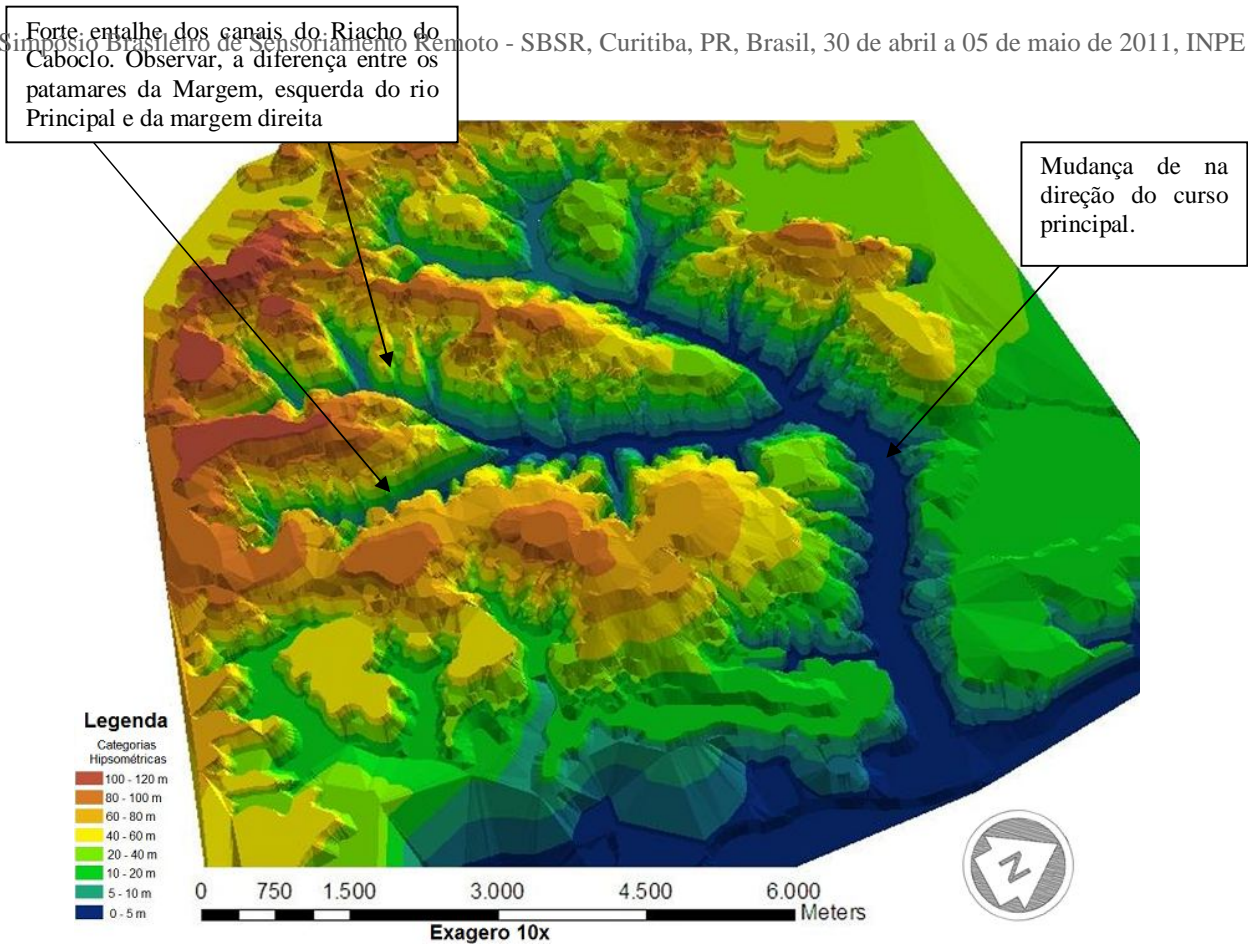 Simpósio Brasileiro de Sensoriamento Remoto - SBSR, Curitiba, PR, Brasil, 30 de abril a 05 de maio de 2011, INPE
Forte entalhe dos canais do Riacho do
Caboclo. Observar, a diferença entre os
patamares da Margem, esquerda do rio
Principal e da margem direita
Mudança de na
direção do curso
principal.
Legenda
Categorias
Hipsométricas
100 - 120 m
80 - 100 m
60 - 80 m
40 - 60 m
20 - 40 m
10 - 20 m
5 - 10 m
0 - 5 m
0 750 1.500 3.000 4.500 6.000
Meters
Exagero 10x
N